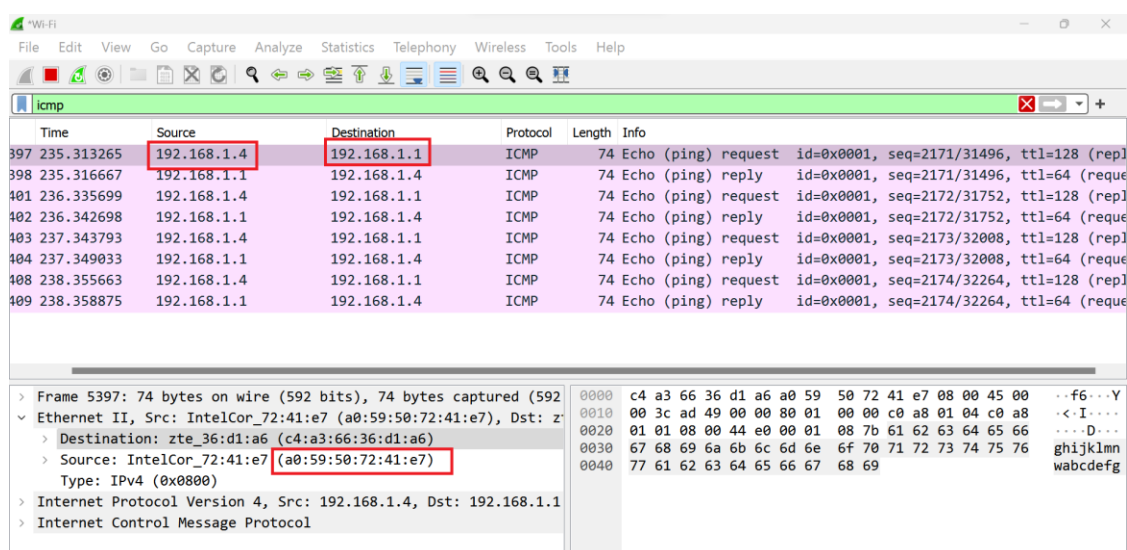 *Wi-Fi
File Edit View Go Capture Analyze Statistics Telephony Wireless Tools Help
icmp
Time Source Destination Protocol Length Info
397 235.313265 192.168.1.4 192.168.1.1 ICMP 74 Echo (ping) request id=0x0001, seq=2171/31496, ttl=128 (repl
398 235.316667 192.168.1.1 192.168.1.4 ICMP 74 Echo (ping) reply id=0x0001, seq=2171/31496, ttl=64 (reque
401 236.335699 192.168.1.4 192.168.1.1 ICMP 74 Echo (ping) request id=0x0001, seq=2172/31752, ttl=128 (repl
402 236.342698 192.168.1.1 192.168.1.4 ICMP 74 Echo (ping) reply id=0x0001, seq=2172/31752, ttl=64 (reque
403 237.343793 192.168.1.4 192.168.1.1 ICMP 74 Echo (ping) request id=0x0001, seq=2173/32008, ttl=128 (repl
404 237.349033 192.168.1.1 192.168.1.4 ICMP 74 Echo (ping) reply id=0x0001, seq=2173/32008, ttl=64 (reque
408 238.355663 192.168.1.4 192.168.1.1 ICMP 74 Echo (ping) request id=0x0001, seq=2174/32264, ttl=128 (repl
409 238.358875 192.168.1.1 192.168.1.4 ICMP 74 Echo (ping) reply id=0x0001, seq=2174/32264, ttl=64 (reque
Frame 5397: 74 bytes on wire (592 bits), 74 bytes captured (592
Ethernet II, Src: IntelCor_72:41:e7 (a0:59:50:72:41:e7), Dst: z
Destination: zte_36:d1:a6 (c4:a3:66:36:d1:a6)
Source: IntelCor_72:41:e7 (a0:59:50:72:41:e7)
Type: IPv4 (0x0800)
Internet Protocol Version 4, Src: 192.168.1.4, Dst: 192.168.1.1
Internet Control Message Protocol
0000 c4 a3 66 36 d1 a6 a0 59 50 72 41 e7 08 00 45 00 ··f6···Y
0010 00 3c ad 49 00 00 80 01 00 00 c0 a8 01 04 c0 a8 ·<·I····
0020 01 01 08 00 44 e0 00 01 08 7b 61 62 63 64 65 66 ····D···
0030 67 68 69 6a 6b 6c 6d 6e 6f 70 71 72 73 74 75 76 ghijklmn
0040 77 61 62 63 64 65 66 67 68 69 wabcdefg